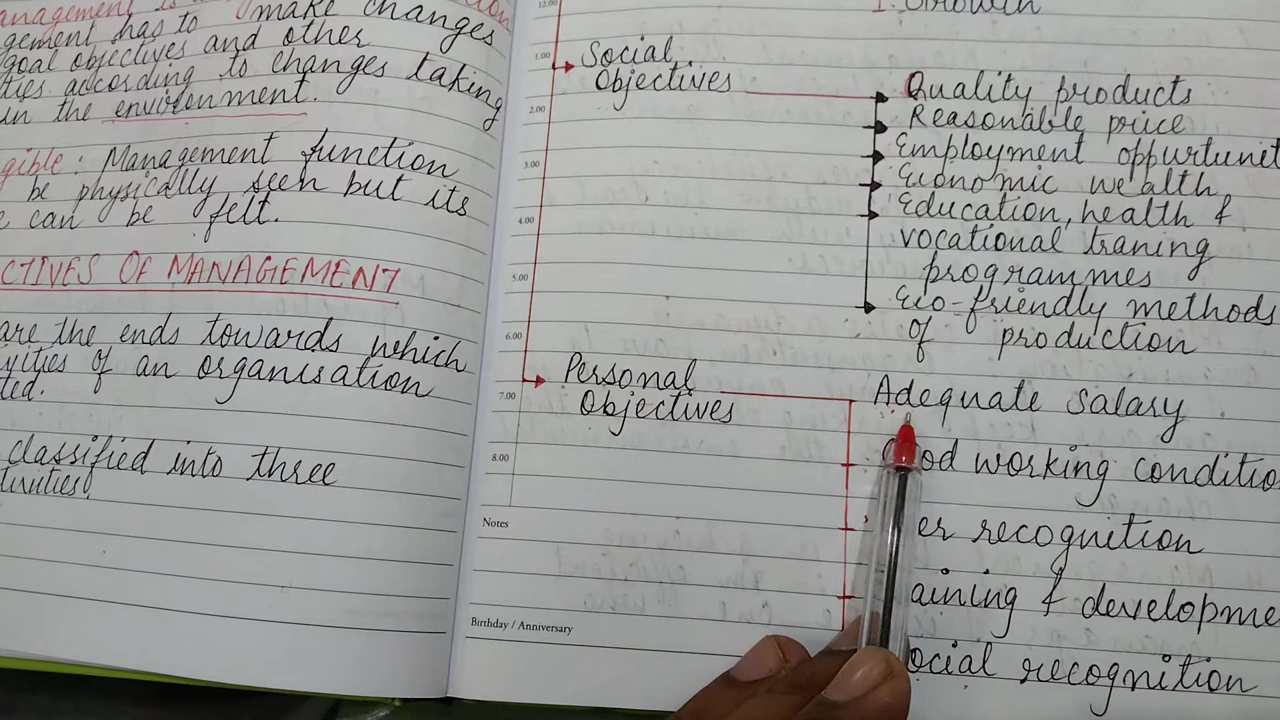 make changes
gement has to
goal objectives and other
ties according to changes taking
in the environment.
gible: Management function
be physically seen but its
can be felt.
CTIVES OF MANAGEMENT
are the ends towards which
vities of an organisation
ted.
classified into three
12.00
1.00
2.00
3.00
4.00
5.00
6.00
7.00
8.00
Notes
Birthday / Anniversary
1. Growth
Social
Objectives
Quality products
Reasonable price
Employment oppurtunit
Economic wealth
Education, health &
vocational traning
programmes
Eco-friendly methods
of production
Personal
Objectives
Adequate salary
ood working conditio
er recognition
aining & developme
ocial recognition